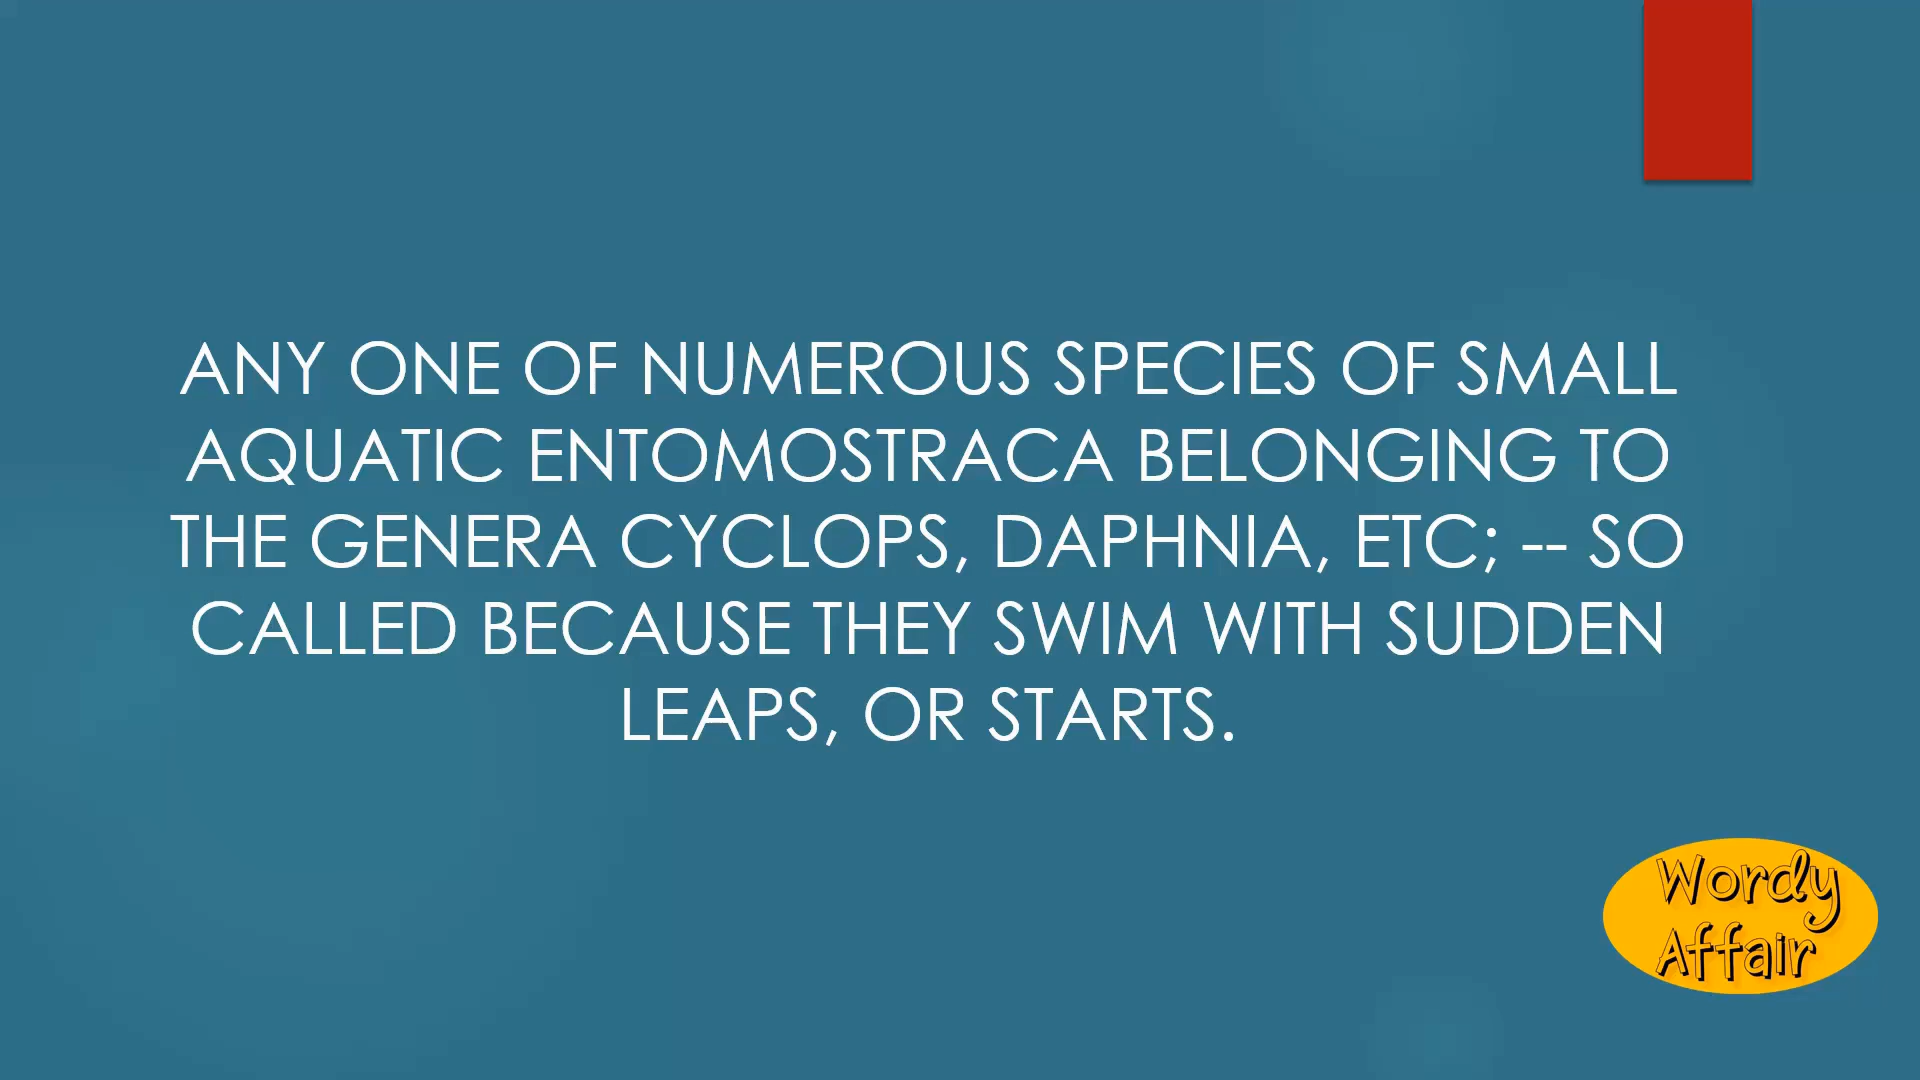 ANY ONE OF NUMEROUS SPECIES OF SMALL
AQUATIC ENTOMOSTRACA BELONGING TO
THE GENERA CYCLOPS, DAPHNIA, ETC; -- SO
CALLED BECAUSE THEY SWIM WITH SUDDEN
LEAPS, OR STARTS.
Wordy
Affair